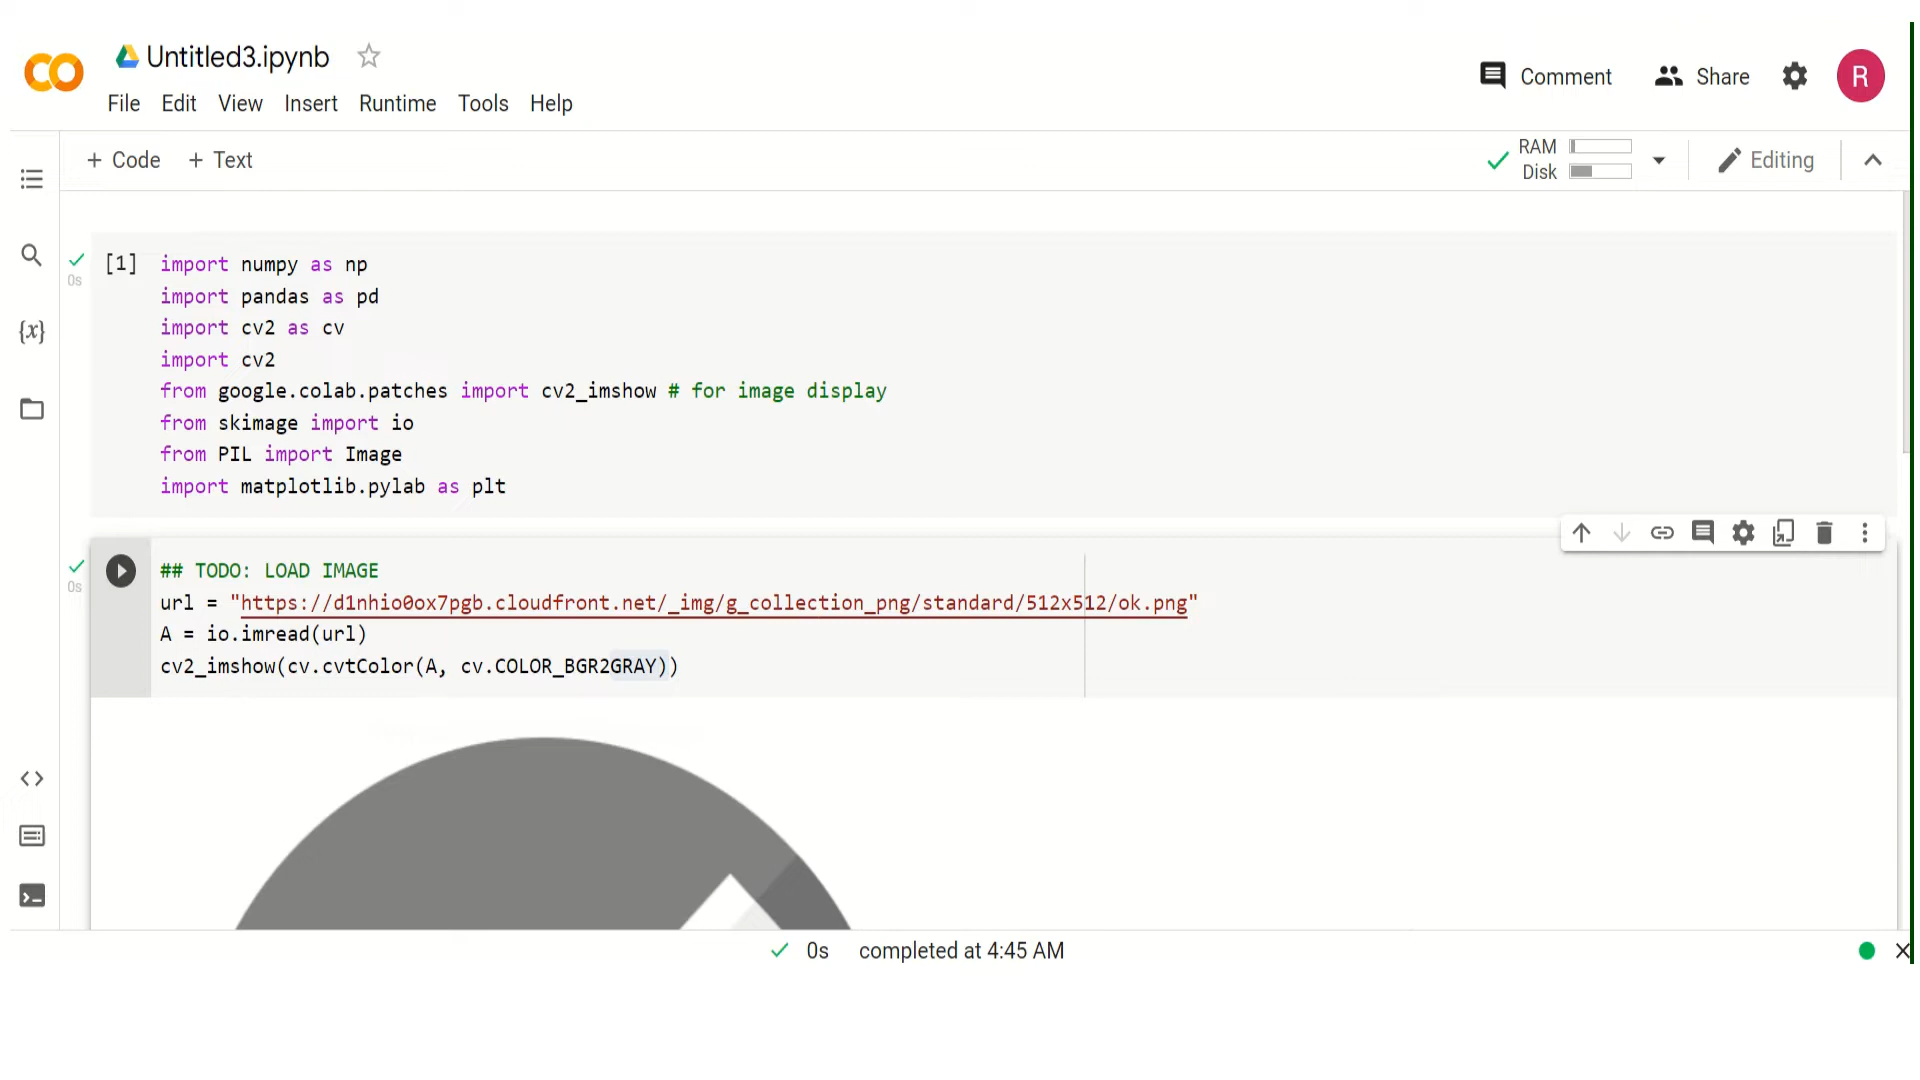 Untitled3.ipynb
File Edit View Insert Runtime Tools Help
Comment Share R
+ Code + Text
RAM
Disk
Editing
[1] import numpy as np
0s
import pandas as pd
import cv2 as cv
import cv2
from google.colab.patches import cv2_imshow # for image display
from skimage import io
from PIL import Image
import matplotlib.pylab as plt
## TODO: LOAD IMAGE
0s
url = "https://d1nhio0ox7pgb.cloudfront.net/_img/g_collection_png/standard/512x512/ok.png"
A = io.imread(url)
cv2_imshow(cv.cvtColor(A, cv.COLOR_BGR2GRAY))
0s completed at 4:45 AM